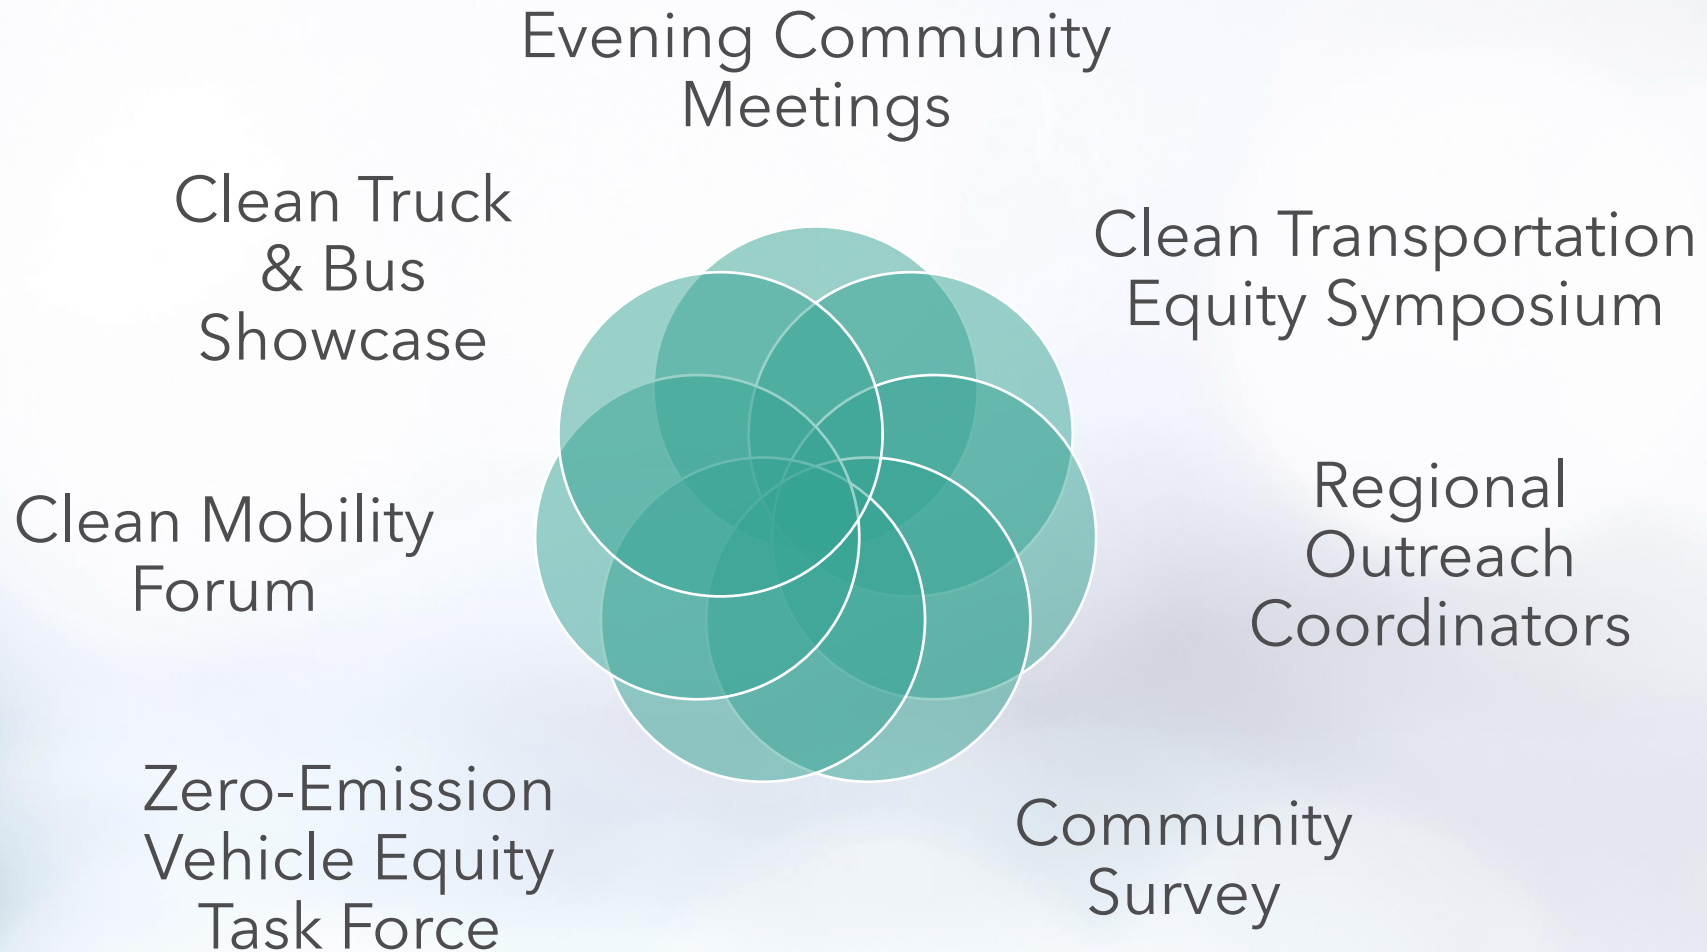 Evening Community
Meetings
Clean Transportation
Equity Symposium
Regional
Outreach
Coordinators
Community
Survey
Zero-Emission
Vehicle Equity
Task Force
Clean Mobility
Forum
Clean Truck
& Bus
Showcase